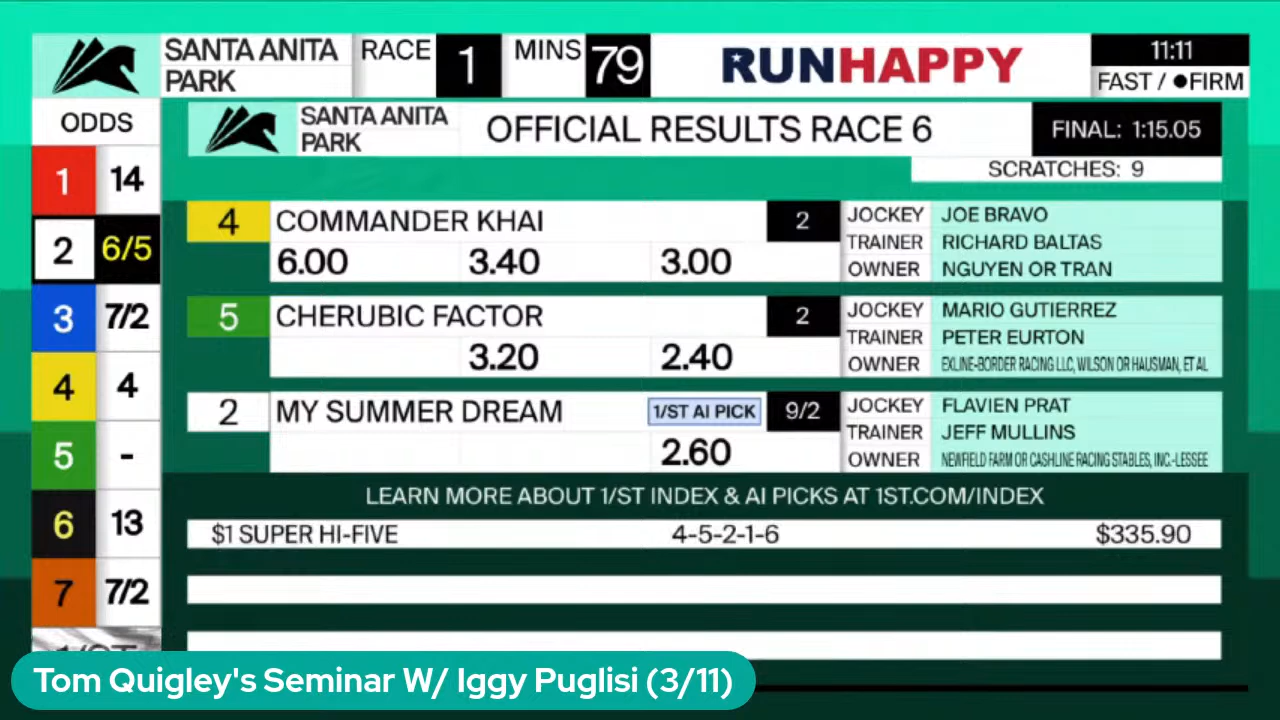 SANTA ANITA PARK
RACE 1
MINS 79
RUNHAPPY
11:11
FAST / ●FIRM
ODDS
1 14
2 6/5
3 7/2
4 4
5 -
6 13
7 7/2
SANTA ANITA PARK
OFFICIAL RESULTS RACE 6
FINAL: 1:15.05
SCRATCHES: 9
4 COMMANDER KHAI 2
6.00 3.40 3.00
JOCKEY JOE BRAVO
TRAINER RICHARD BALTAS
OWNER NGUYEN OR TRAN
5 CHERUBIC FACTOR 2
3.20 2.40
JOCKEY MARIO GUTIERREZ
TRAINER PETER EURTON
OWNER EXLINE-BORDER RACING LLC, WILSON OR HAUSMAN, ET AL
2 MY SUMMER DREAM 1/ST AI PICK 9/2
2.60
JOCKEY FLAVIEN PRAT
TRAINER JEFF MULLINS
OWNER NEWFIELD FARM OR CASHLINE RACING STABLES, INC.-LESSEE
LEARN MORE ABOUT 1/ST INDEX & AI PICKS AT 1ST.COM/INDEX
$1 SUPER HI-FIVE 4-5-2-1-6 $335.90
Tom Quigley's Seminar W/ Iggy Puglisi (3/11)